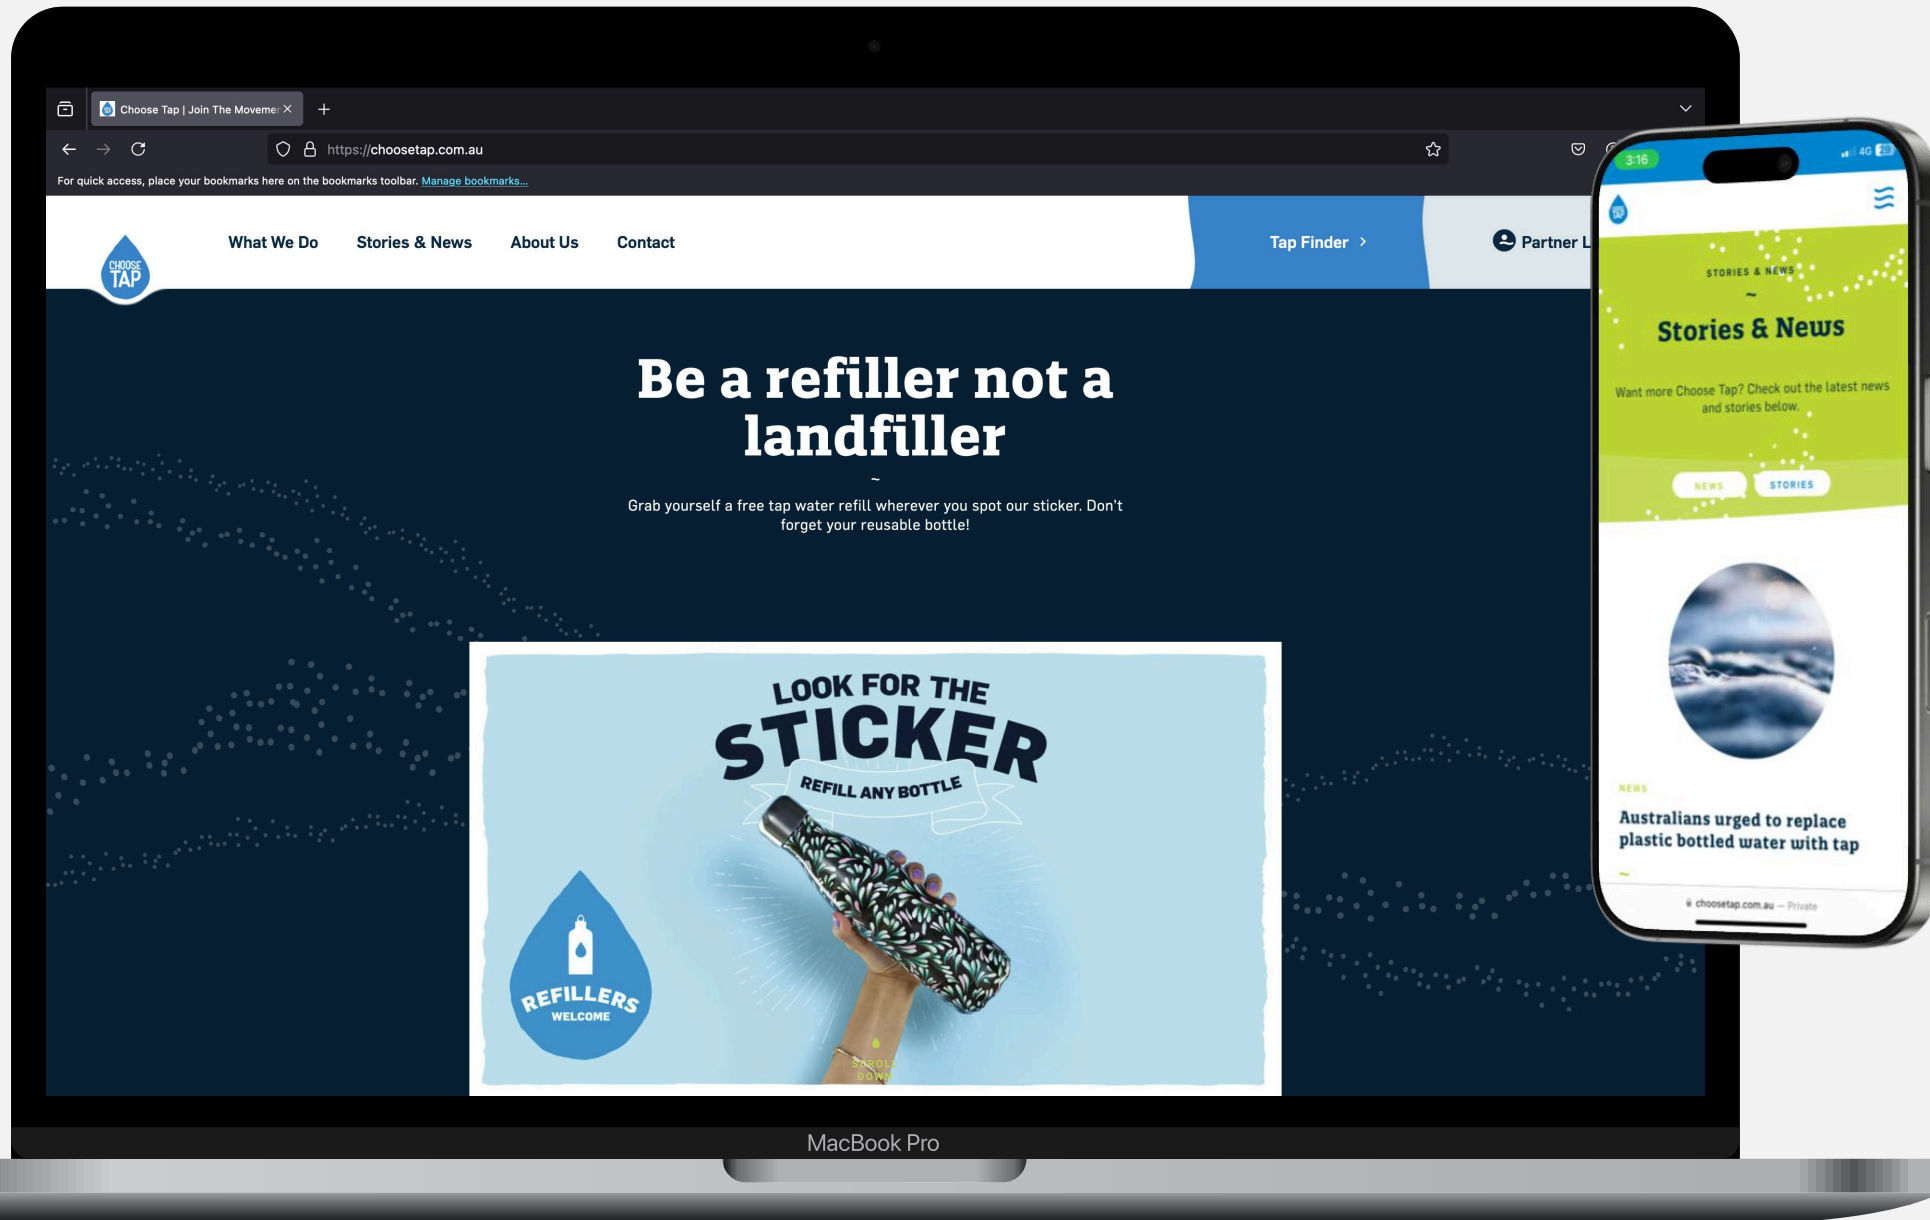 Choose Tap | Join The Movemen
https://choosetap.com.au
For quick access, place your bookmarks here on the bookmarks toolbar. Manage bookmarks...
CHOOSE
TAP
What We Do
Stories & News
About Us
Contact
Tap Finder
Partner L
Be a refiller not a
landfiller
~
Grab yourself a free tap water refill wherever you spot our sticker. Don't
forget your reusable bottle!
LOOK FOR THE
STICKER
REFILL ANY BOTTLE
REFILLERS
WELCOME
SCROLL
DOWN
MacBook Pro
3:16
4G
CHOOSE
TAP
STORIES & NEWS
~
Stories & News
Want more Choose Tap? Check out the latest news
and stories below.
NEWS
STORIES
NEWS
Australians urged to replace
plastic bottled water with tap
~
choosetap.com.au — Private